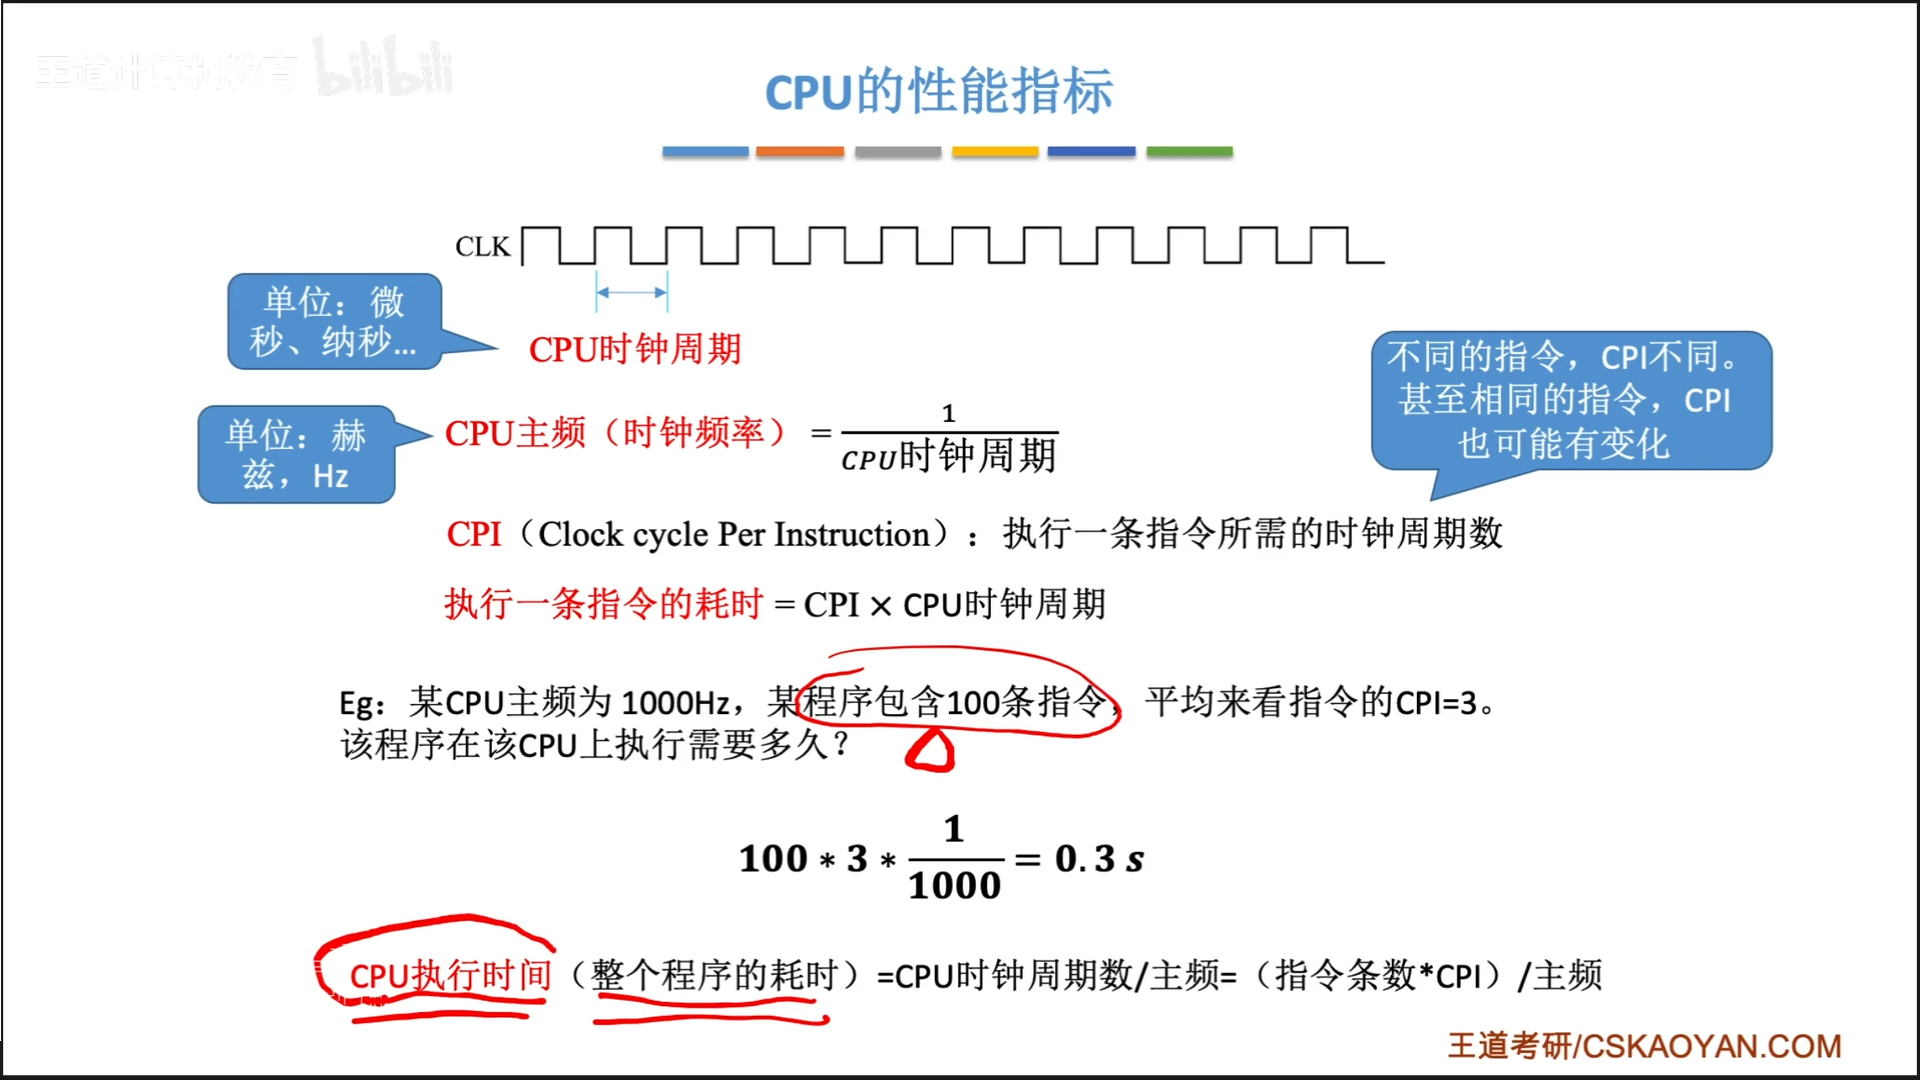 王道计算机教育 bilibili
CPU的性能指标
CLK
单位：微
秒、纳秒...
CPU时钟周期
不同的指令，CPI不同。
甚至相同的指令，CPI
也可能有变化
单位：赫
兹，Hz
CPU主频（时钟频率）= 1 / CPU时钟周期
CPI（Clock cycle Per Instruction）：执行一条指令所需的时钟周期数
执行一条指令的耗时 = CPI × CPU时钟周期
Eg：某CPU主频为 1000Hz，某程序包含100条指令，平均来看指令的CPI=3。
该程序在该CPU上执行需要多久？
100 * 3 * 1 / 1000 = 0.3 s
CPU执行时间（整个程序的耗时）=CPU时钟周期数/主频=（指令条数*CPI）/主频
王道考研/CSKAOYAN.COM